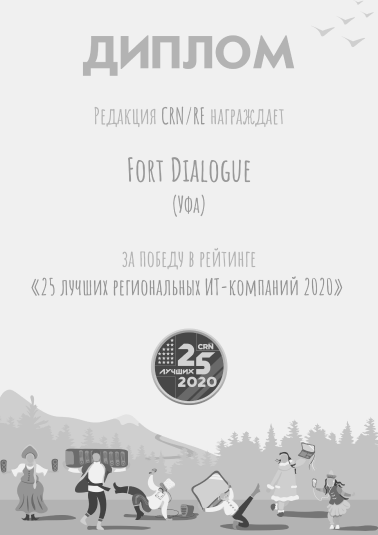 ДИПЛОМ
Редакция CRN/RE награждает
Fort Dialogue
(Уфа)
за победу в рейтинге
«25 лучших региональных ИТ-компаний 2020»
25 CRN
ЛУЧШИХ
2020